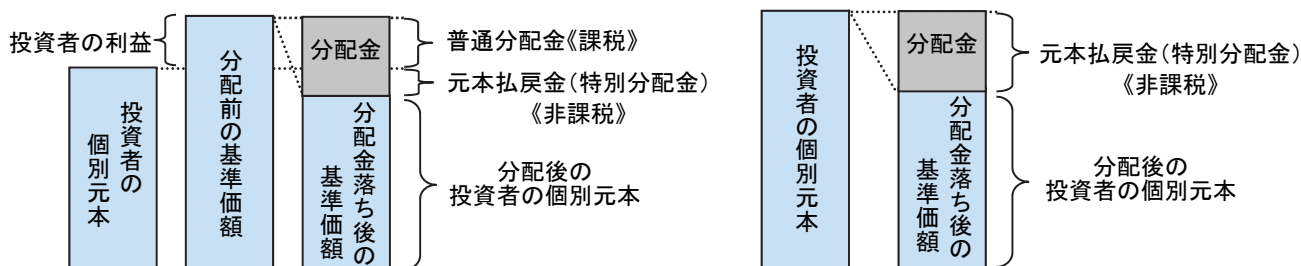 投資者の利益
投資者の
個別元本
分配前の基準価額
分配金
分配金落ち後の
基準価額
普通分配金《課税》
元本払戻金(特別分配金)
《非課税》
分配後の
投資者の個別元本
投資者の個別元本
分配金
分配金落ち後の
基準価額
元本払戻金(特別分配金)
《非課税》
分配後の
投資者の個別元本